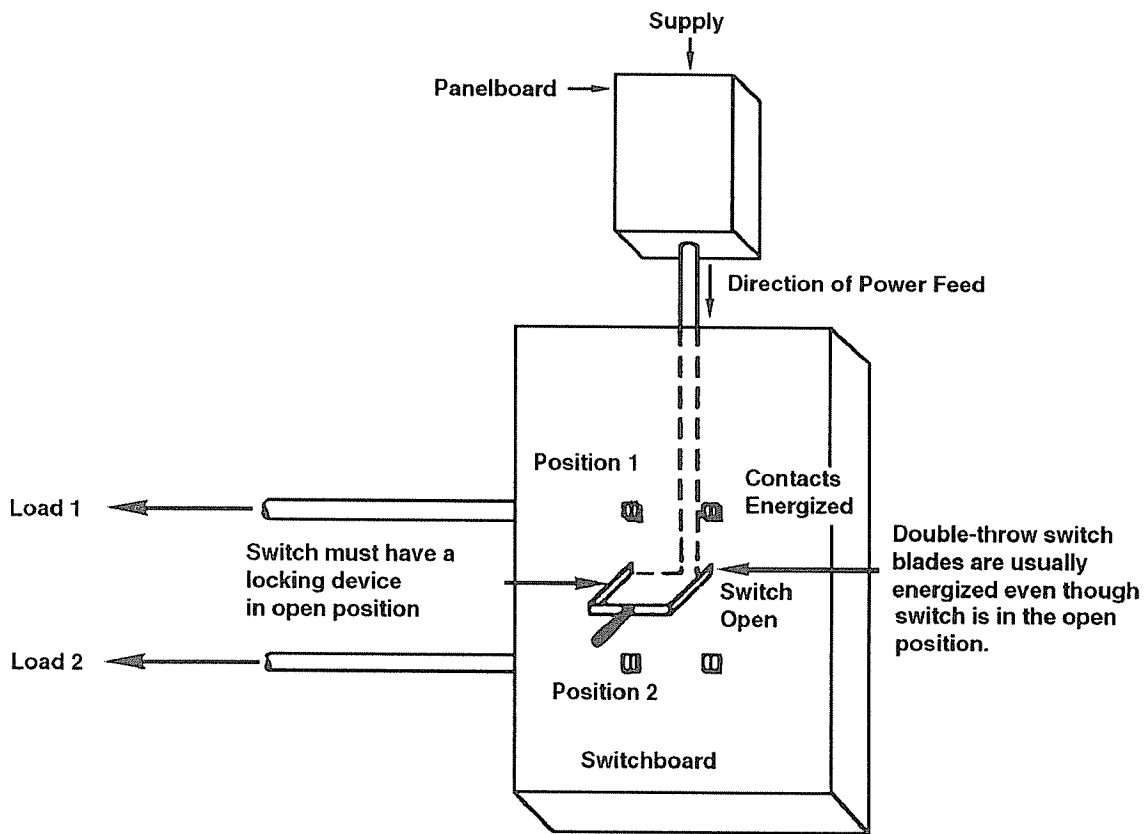 Supply
Panelboard
Direction of Power Feed
Position 1
Contacts
Energized
Load 1
Switch must have a
locking device
in open position
Double-throw switch
blades are usually
energized even though
switch is in the open
position.
Switch
Open
Load 2
Position 2
Switchboard